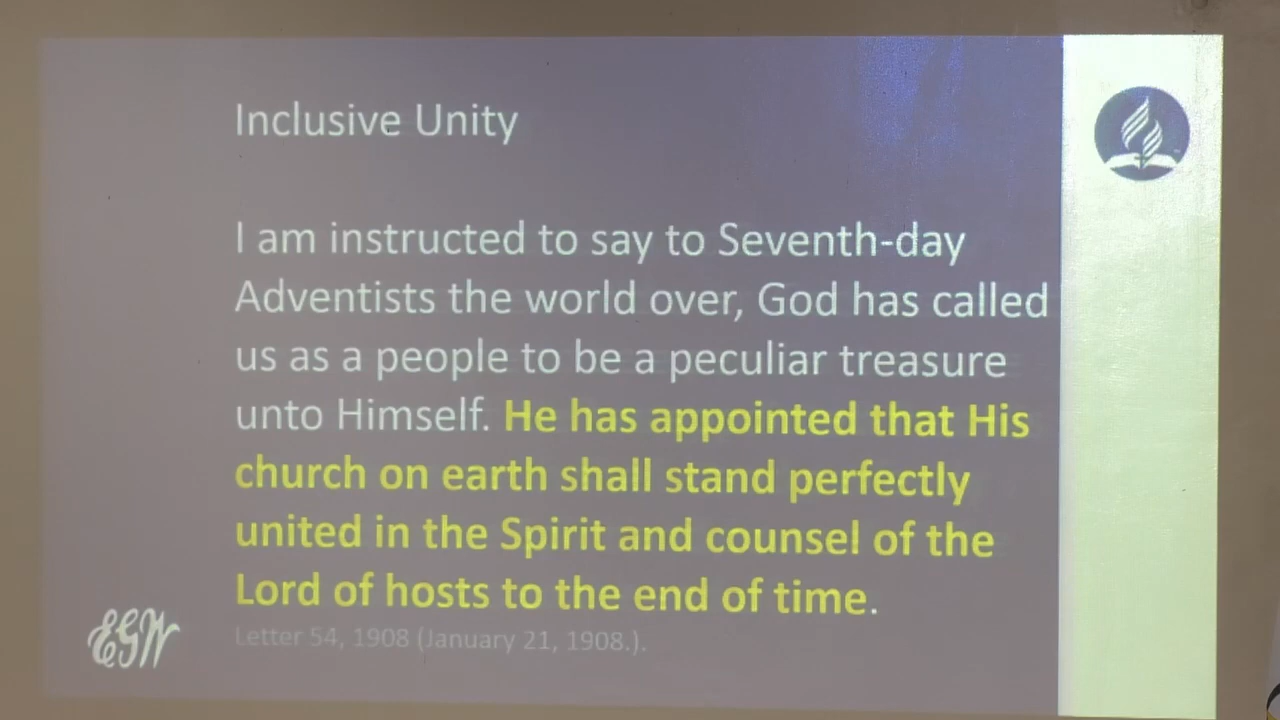 Inclusive Unity
I am instructed to say to Seventh-day
Adventists the world over, God has called
us as a people to be a peculiar treasure
unto Himself. He has appointed that His
church on earth shall stand perfectly
united in the Spirit and counsel of the
Lord of hosts to the end of time.
Letter 54, 1908 (January 21, 1908.).
EGW